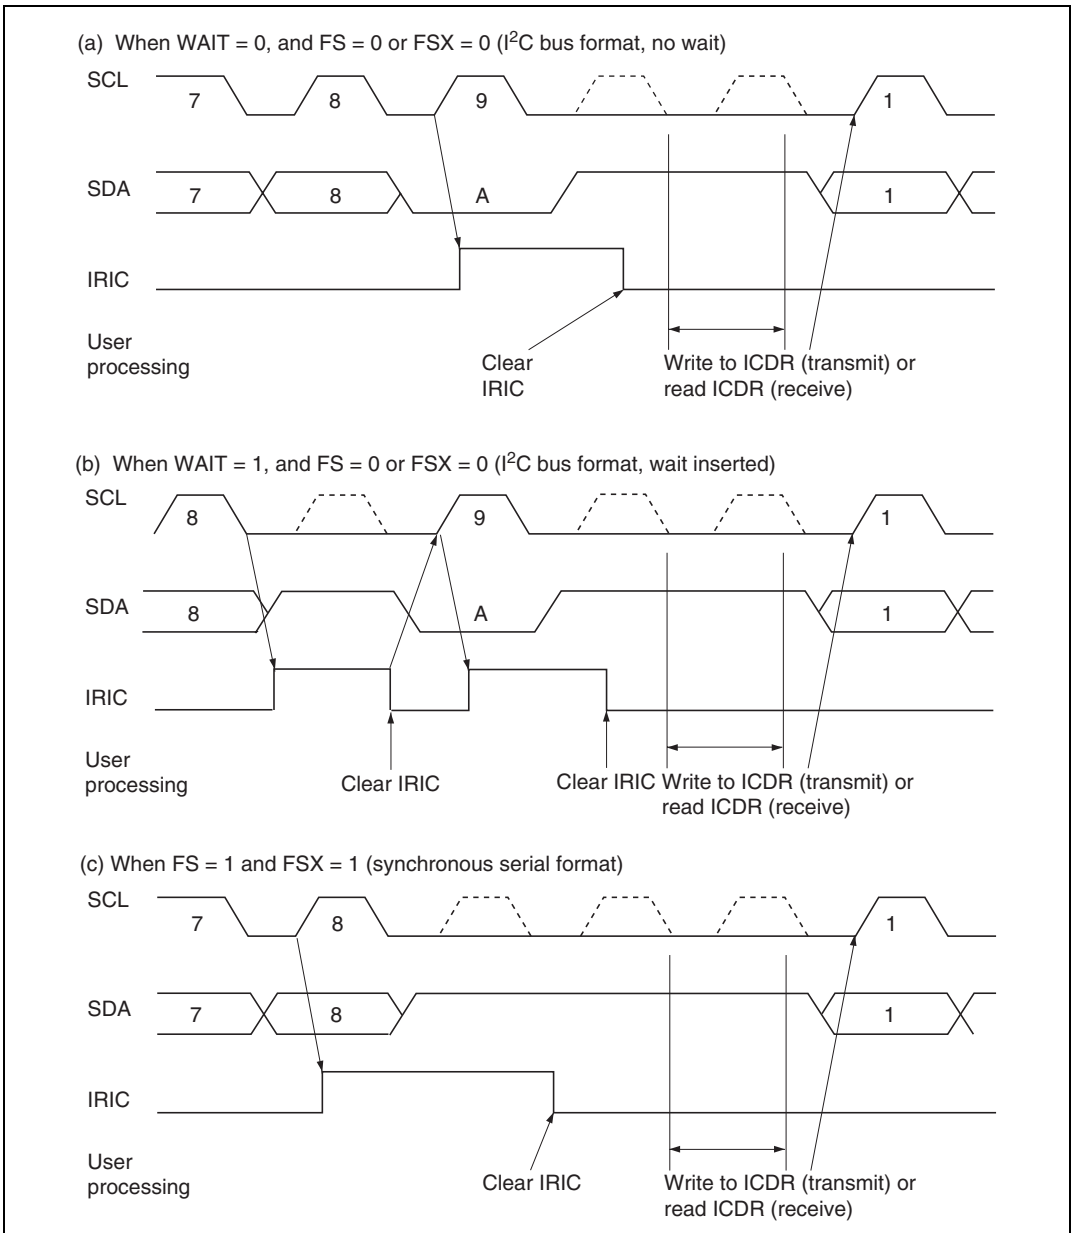 (a) When WAIT = 0, and FS = 0 or FSX = 0 (I²C bus format, no wait)
SCL
7 8 9 1
SDA
7 8 A 1
IRIC
User
processing
Clear
IRIC
Write to ICDR (transmit) or
read ICDR (receive)
(b) When WAIT = 1, and FS = 0 or FSX = 0 (I²C bus format, wait inserted)
SCL
8 9 1
SDA
8 A 1
IRIC
User
processing
Clear IRIC
Clear IRIC
Write to ICDR (transmit) or
read ICDR (receive)
(c) When FS = 1 and FSX = 1 (synchronous serial format)
SCL
7 8 1
SDA
7 8 1
IRIC
User
processing
Clear IRIC
Write to ICDR (transmit) or
read ICDR (receive)